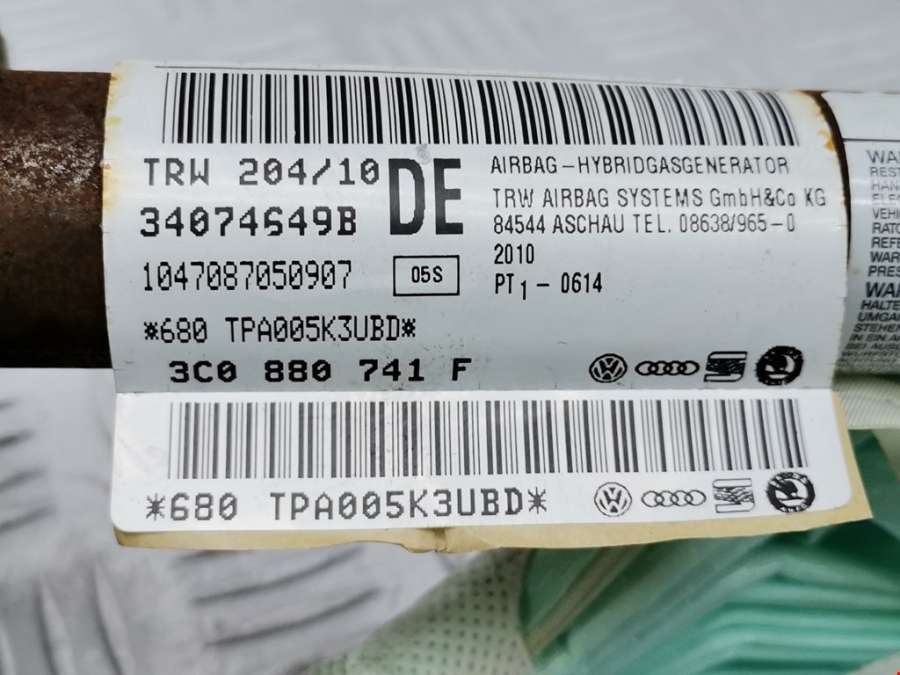 TRW 204/10
34074649B
DE
1047087050907
05S
*680 TPA005K3UBD*
3C0 880 741 F
AIRBAG-HYBRIDGASGENERATOR
TRW AIRBAG SYSTEMS GmbH&Co KG
84544 ASCHAU TEL. 08638/965-0
2010
PT1 - 0614
*680 TPA005K3UBD*